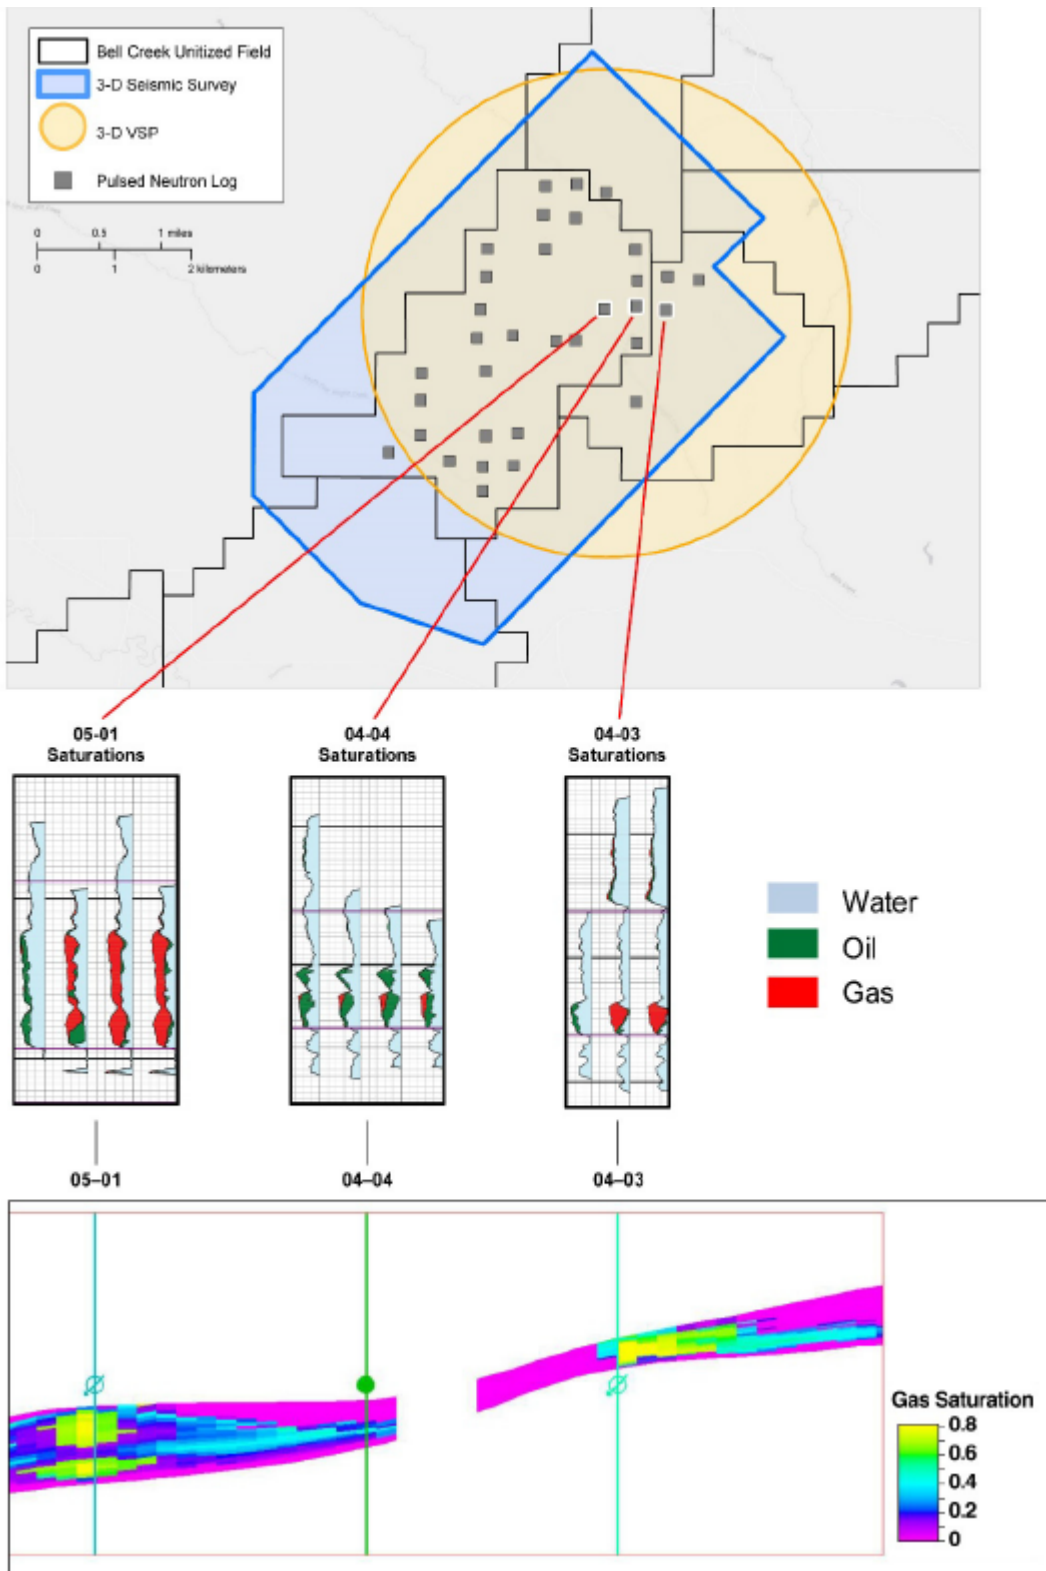 Bell Creek Unitized Field
3-D Seismic Survey
3-D VSP
Pulsed Neutron Log
0 0.5 1 miles
0 1 2 kilometers
05-01
Saturations
04-04
Saturations
04-03
Saturations
Water
Oil
Gas
05–01
04–04
04–03
Gas Saturation
0.8
0.6
0.4
0.2
0